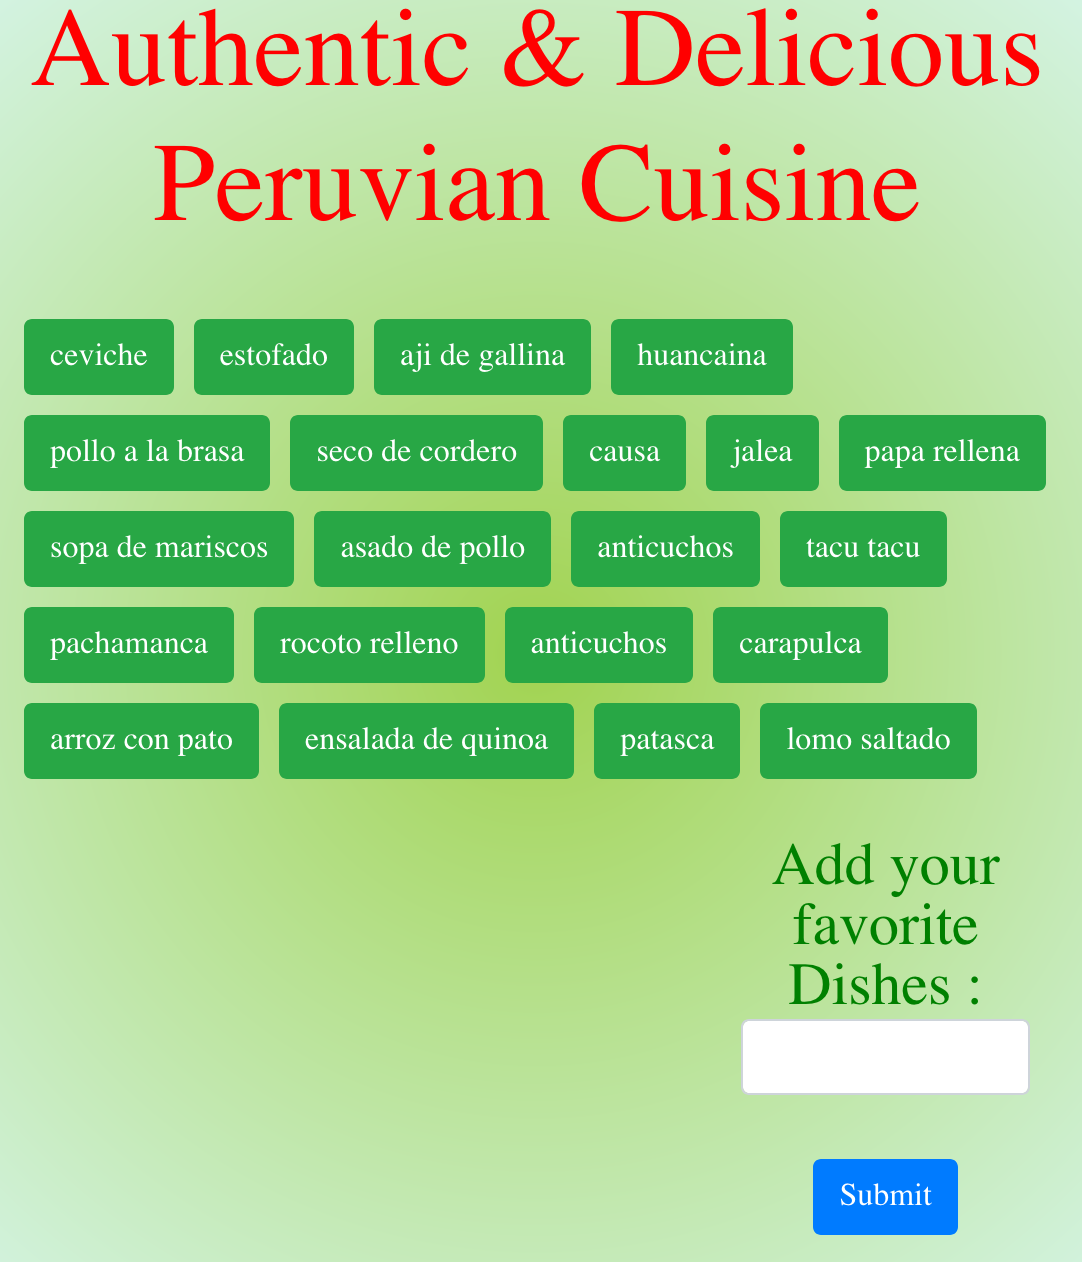 Authentic & Delicious
Peruvian Cuisine
ceviche estofado aji de gallina huancaina
pollo a la brasa seco de cordero causa jalea papa rellena
sopa de mariscos asado de pollo anticuchos tacu tacu
pachamanca rocoto relleno anticuchos carapulca
arroz con pato ensalada de quinoa patasca lomo saltado
Add your
favorite
Dishes :
Submit